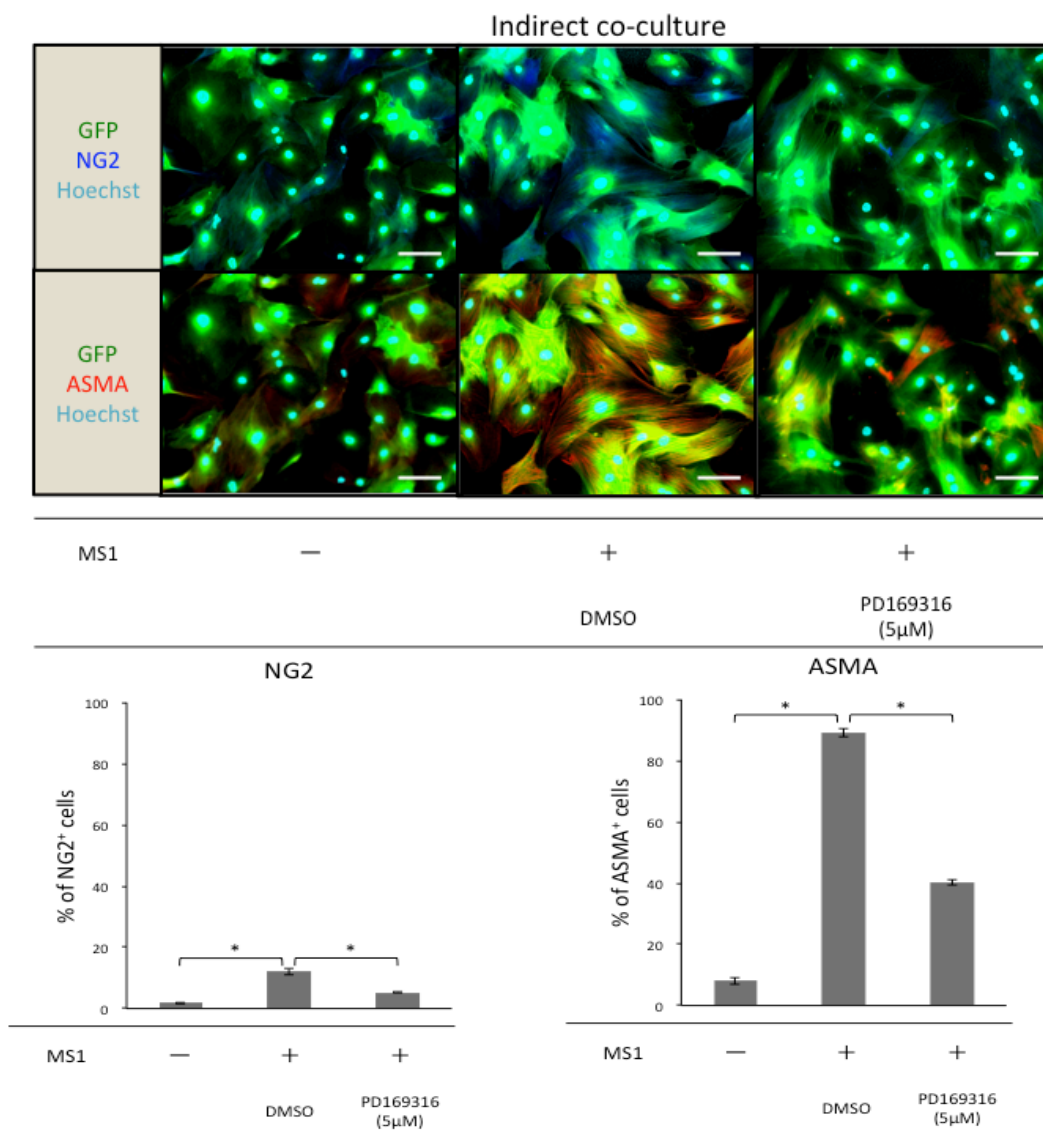 Indirect co-culture
GFP
NG2
Hoechst
GFP
ASMA
Hoechst
MS1 — + +
DMSO PD169316
(5μM)
NG2
% of NG2⁺ cells
100
80
60
40
20
0
* *
MS1 — + +
DMSO PD169316
(5μM)
ASMA
% of ASMA⁺ cells
100
80
60
40
20
0
* *
MS1 — + +
DMSO PD169316
(5μM)